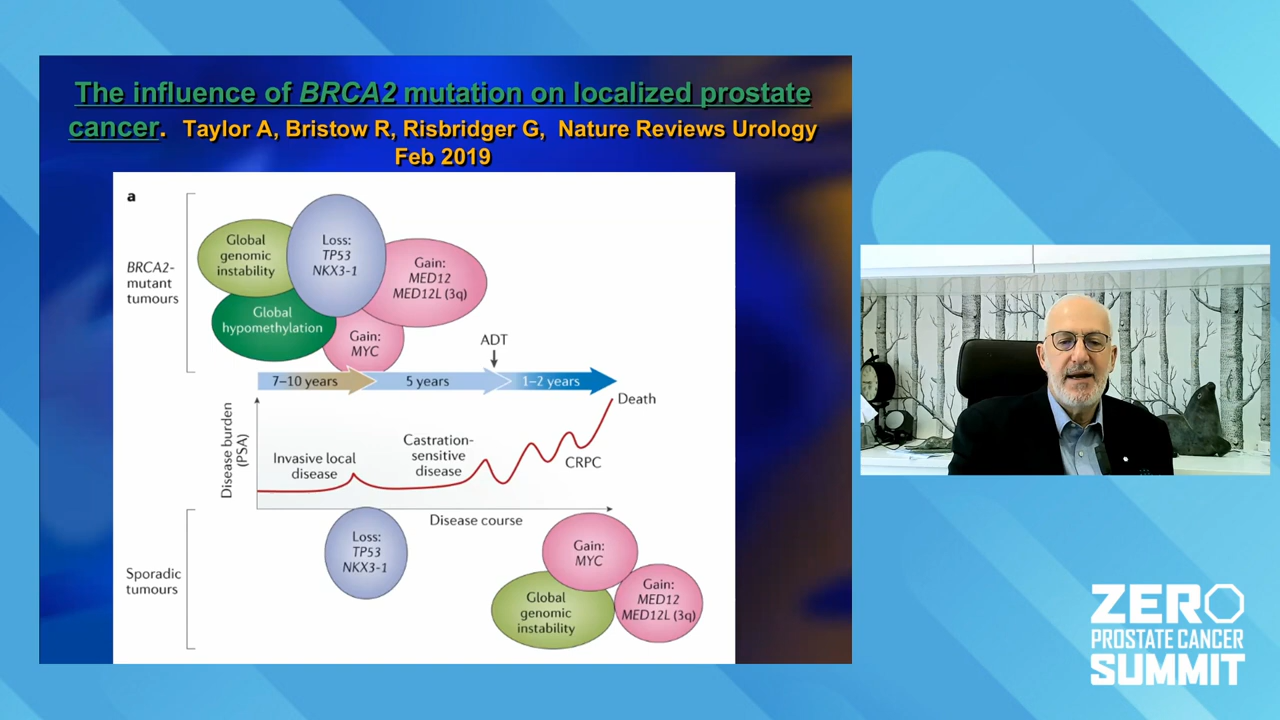 The influence of BRCA2 mutation on localized prostate
cancer. Taylor A, Bristow R, Risbridger G, Nature Reviews Urology
Feb 2019
a
BRCA2-
mutant
tumours
Global
genomic
instability
Loss:
TP53
NKX3-1
Gain:
MED12
MED12L (3q)
Global
hypomethylation
Gain:
MYC
ADT
7–10 years
5 years
1–2 years
Disease burden
(PSA)
Invasive local
disease
Castration-
sensitive
disease
CRPC
Death
Disease course
Sporadic
tumours
Loss:
TP53
NKX3-1
Gain:
MYC
Global
genomic
instability
Gain:
MED12
MED12L (3q)
ZERO
PROSTATE CANCER
SUMMIT